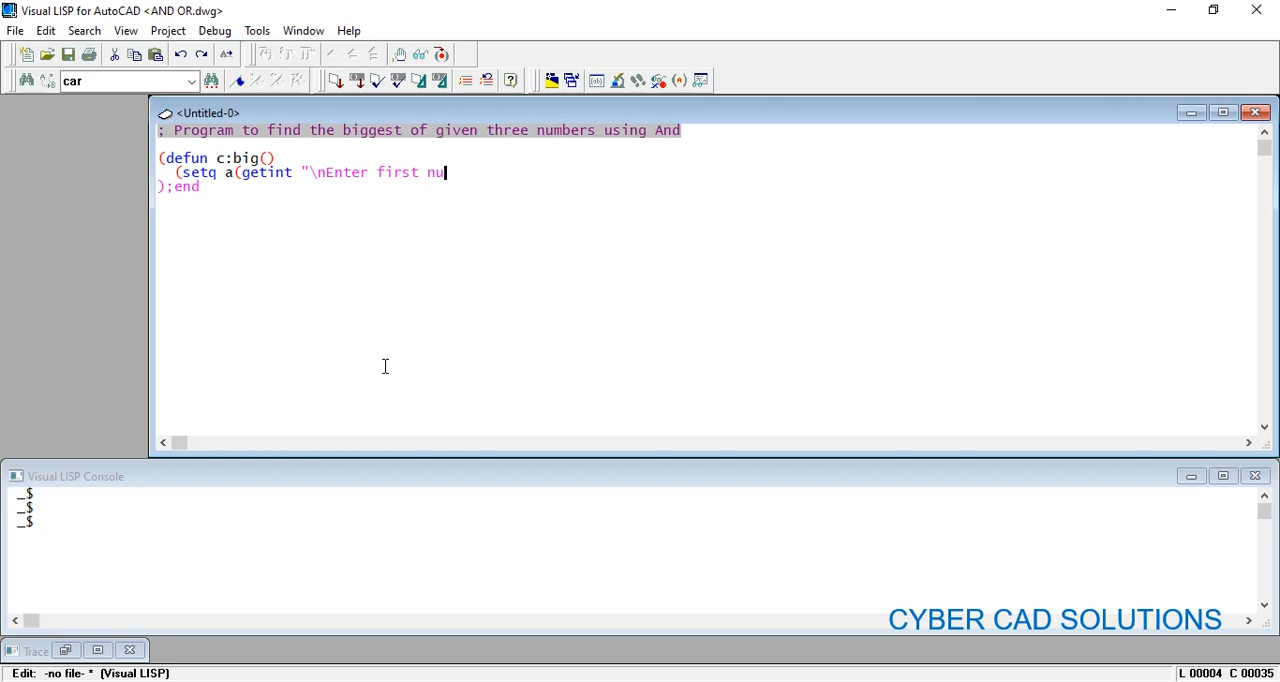 Visual LISP for AutoCAD <AND OR.dwg>
File Edit Search View Project Debug Tools Window Help
car
<Untitled-0>
; Program to find the biggest of given three numbers using And
(defun c:big()
(setq a(getint "\nEnter first nu
);end
Visual LISP Console
_$
_$
_$
CYBER CAD SOLUTIONS
Trace
Edit: -no file- * (Visual LISP)
L 00004 C 00035